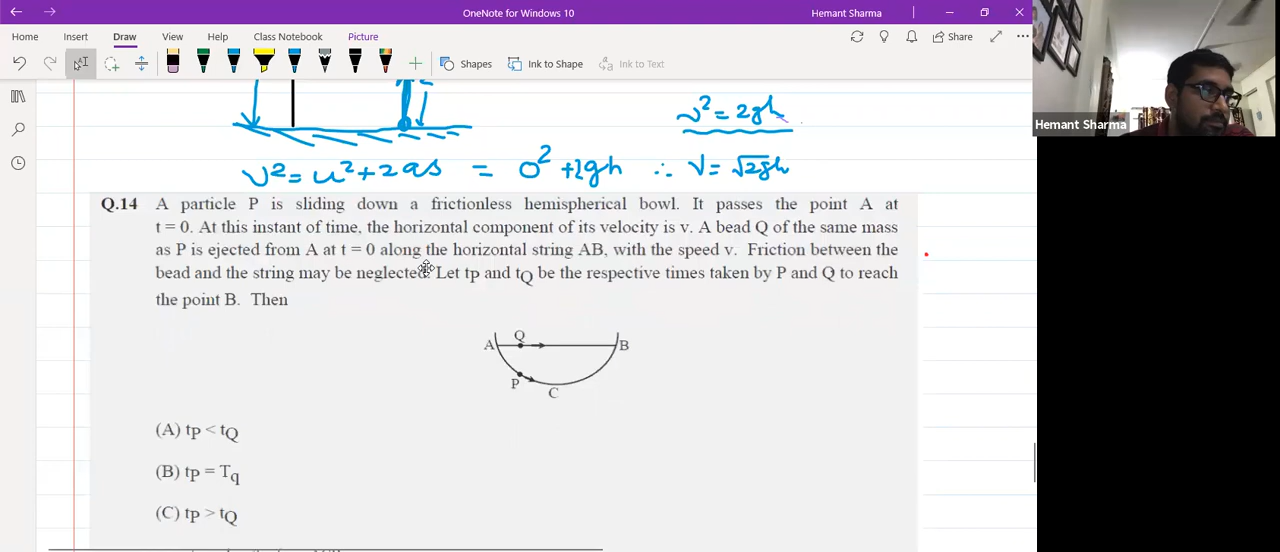 OneNote for Windows 10
Hemant Sharma
Home Insert Draw View Help Class Notebook Picture
Share
Shapes
Ink to Shape
Ink to Text
Hemant Sharma
v² = 2gh
v² = u² + 2as = 0² + 2gh ∴ v = √2gh
Q.14 A particle P is sliding down a frictionless hemispherical bowl. It passes the point A at
t = 0. At this instant of time, the horizontal component of its velocity is v. A bead Q of the same mass
as P is ejected from A at t = 0 along the horizontal string AB, with the speed v. Friction between the
bead and the string may be neglected. Let tP and tQ be the respective times taken by P and Q to reach
the point B. Then
Q
A B
P
C
(A) tP < tQ
(B) tP = Tq
(C) tP > tQ